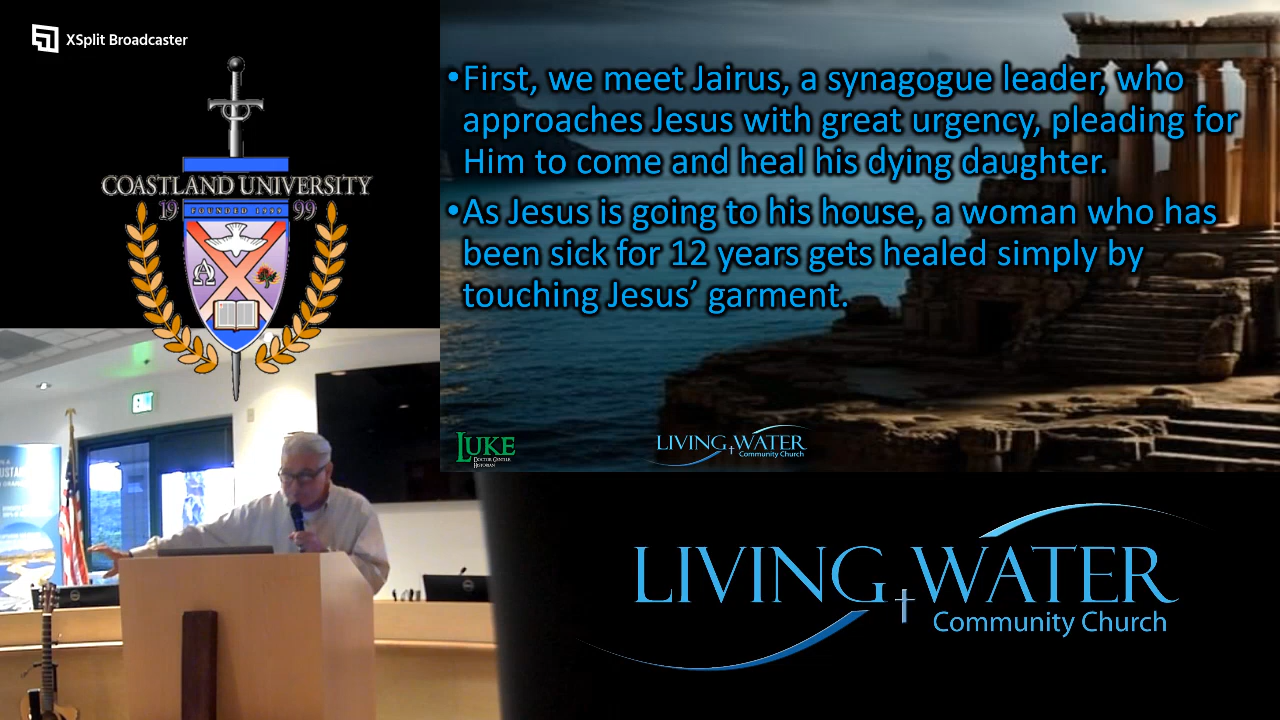 XSplit Broadcaster
COASTLAND UNIVERSITY
19 FOUNDED 1999 99
Ω
•First, we meet Jairus, a synagogue leader, who
approaches Jesus with great urgency, pleading for
Him to come and heal his dying daughter.
•As Jesus is going to his house, a woman who has
been sick for 12 years gets healed simply by
touching Jesus’ garment.
LUKE
LIVING WATER
Community Church
LIVING WATER
Community Church